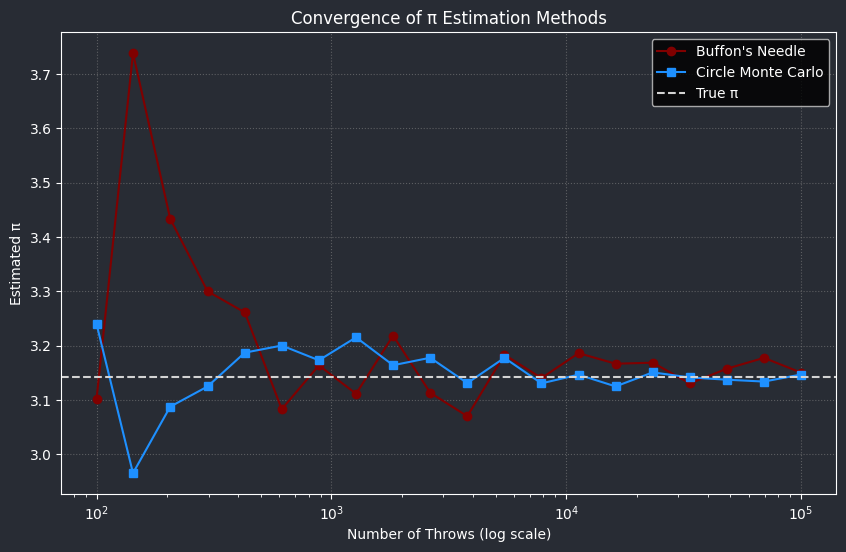 Convergence of π Estimation Methods
Buffon's Needle
Circle Monte Carlo
True π
Estimated π
3.7
3.6
3.5
3.4
3.3
3.2
3.1
3.0
10²
10³
10⁴
10⁵
Number of Throws (log scale)